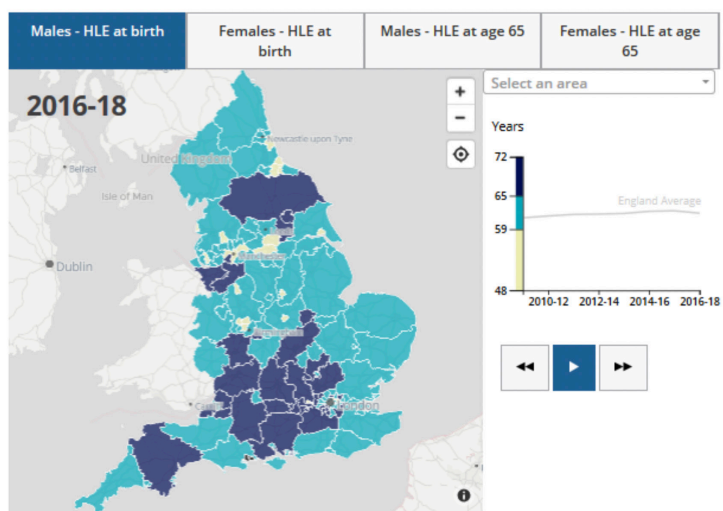 Males - HLE at birth
Females - HLE at
birth
Males - HLE at age 65
Females - HLE at age
65
2016-18
Select an area
Years
72
65
59
48
England Average
2010-12 2012-14 2014-16 2016-18
Newcastle upon Tyne
United Kingdom
Belfast
Isle of Man
Dublin
London